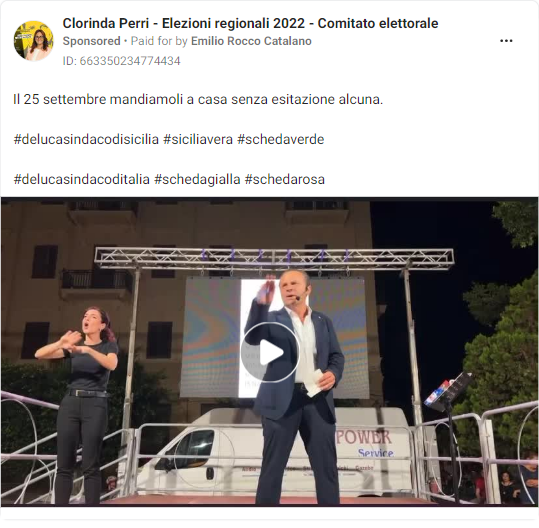 Clorinda Perri - Elezioni regionali 2022 - Comitato elettorale
Sponsored • Paid for by Emilio Rocco Catalano
ID: 663350234774434
Il 25 settembre mandiamoli a casa senza esitazione alcuna.
#delucasindacodisicilia #siciliavera #schedaverde
#delucasindacoditalia #schedagialla #schedarosa
POWER
Service